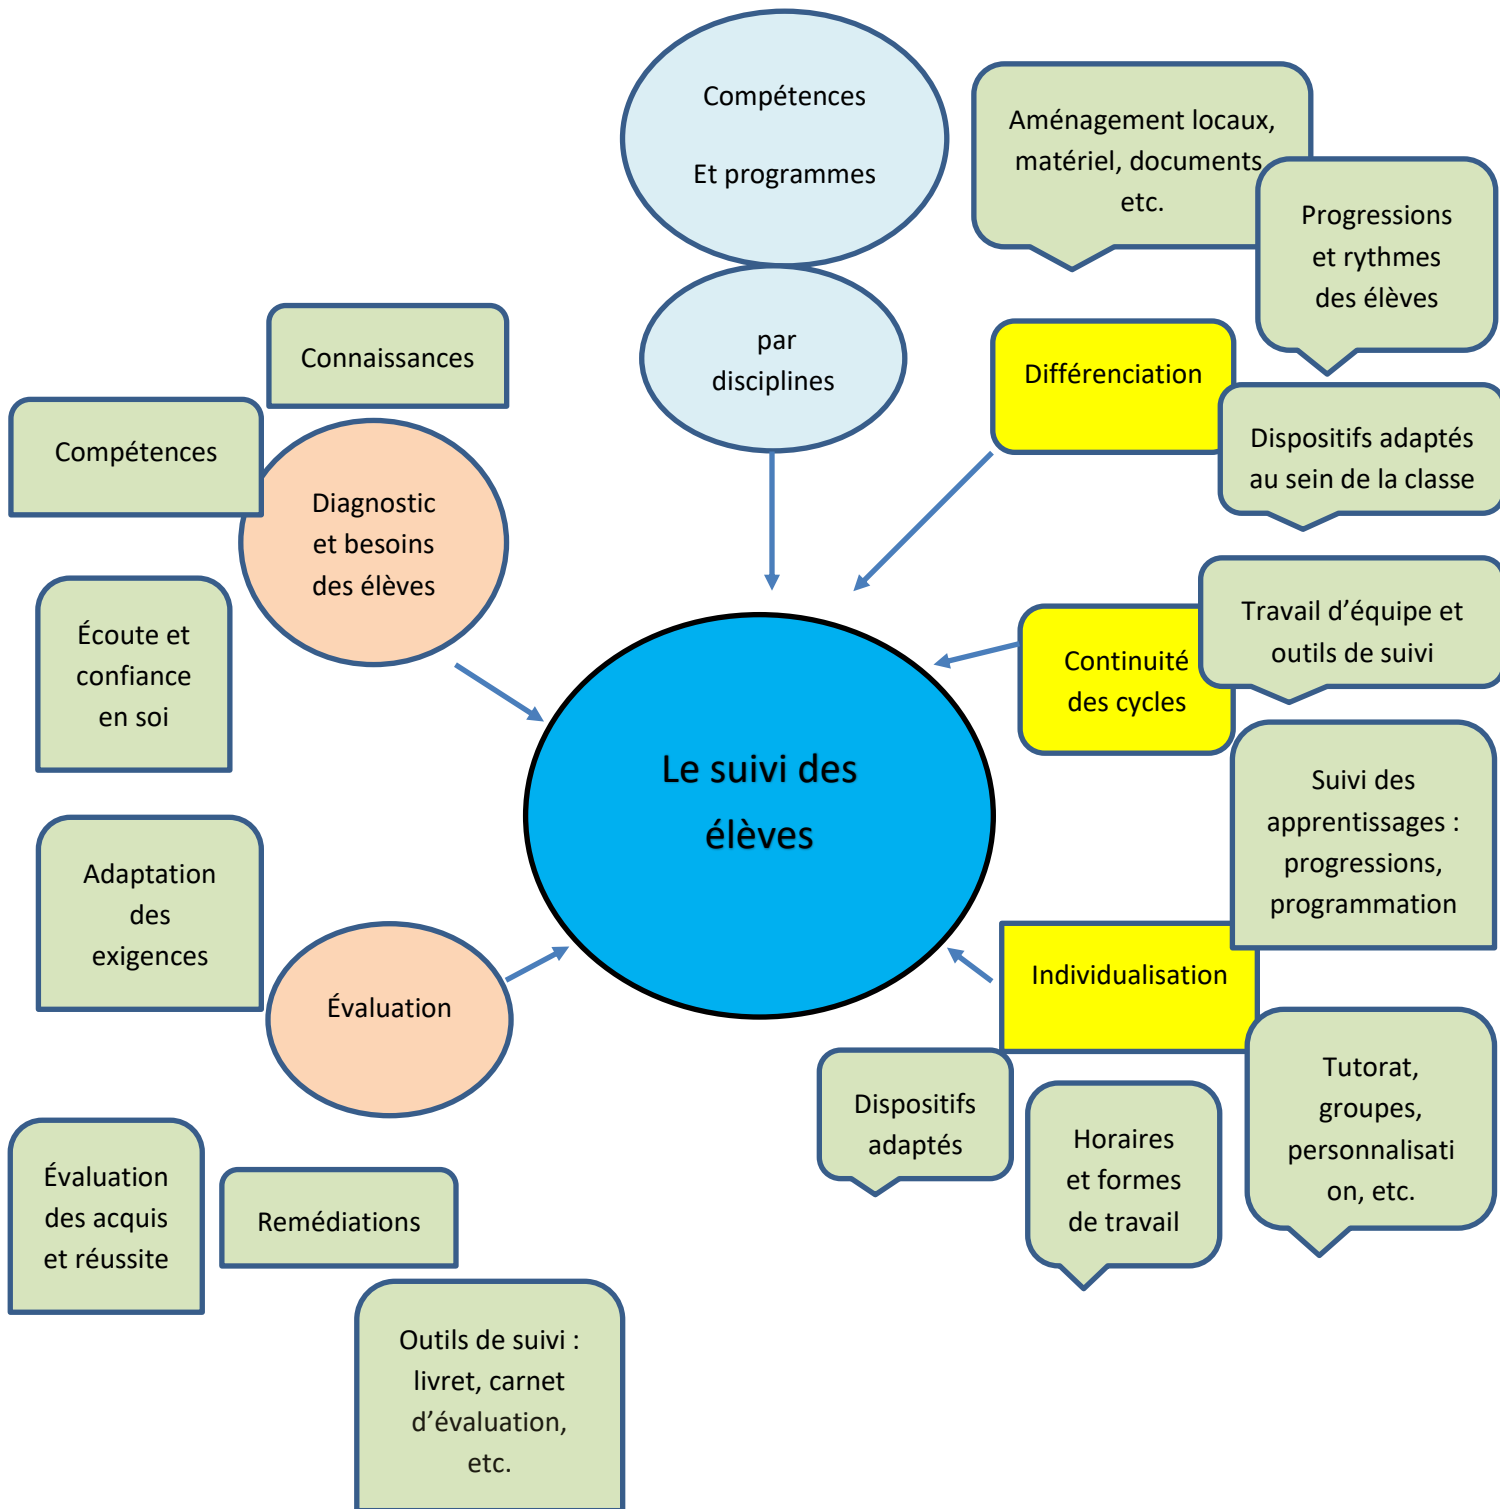 Compétences
Et programmes
par
disciplines
Aménagement locaux,
matériel, documents
etc.
Progressions
et rythmes
des élèves
Différenciation
Dispositifs adaptés
au sein de la classe
Connaissances
Compétences
Diagnostic
et besoins
des élèves
Écoute et
confiance
en soi
Travail d’équipe et
outils de suivi
Continuité
des cycles
Le suivi des
élèves
Suivi des
apprentissages :
progressions,
programmation
Adaptation
des
exigences
Évaluation
Individualisation
Dispositifs
adaptés
Horaires
et formes
de travail
Tutorat,
groupes,
personnalisati
on, etc.
Évaluation
des acquis
et réussite
Remédiations
Outils de suivi :
livret, carnet
d’évaluation,
etc.